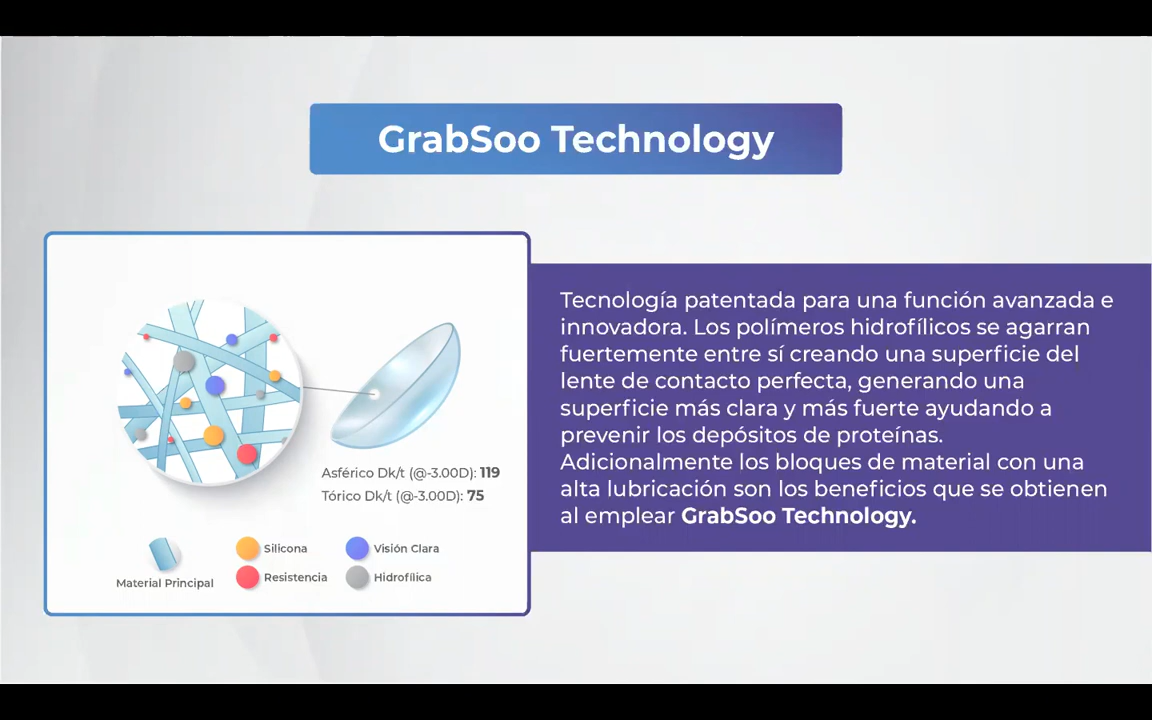 GrabSoo Technology
Tecnología patentada para una función avanzada e
innovadora. Los polímeros hidrofílicos se agarran
fuertemente entre sí creando una superficie del
lente de contacto perfecta, generando una
superficie más clara y más fuerte ayudando a
prevenir los depósitos de proteínas.
Adicionalmente los bloques de material con una
alta lubricación son los beneficios que se obtienen
al emplear GrabSoo Technology.
Asférico Dk/t (@-3.00D): 119
Tórico Dk/t (@-3.00D): 75
Material Principal
Silicona
Visión Clara
Resistencia
Hidrofílica